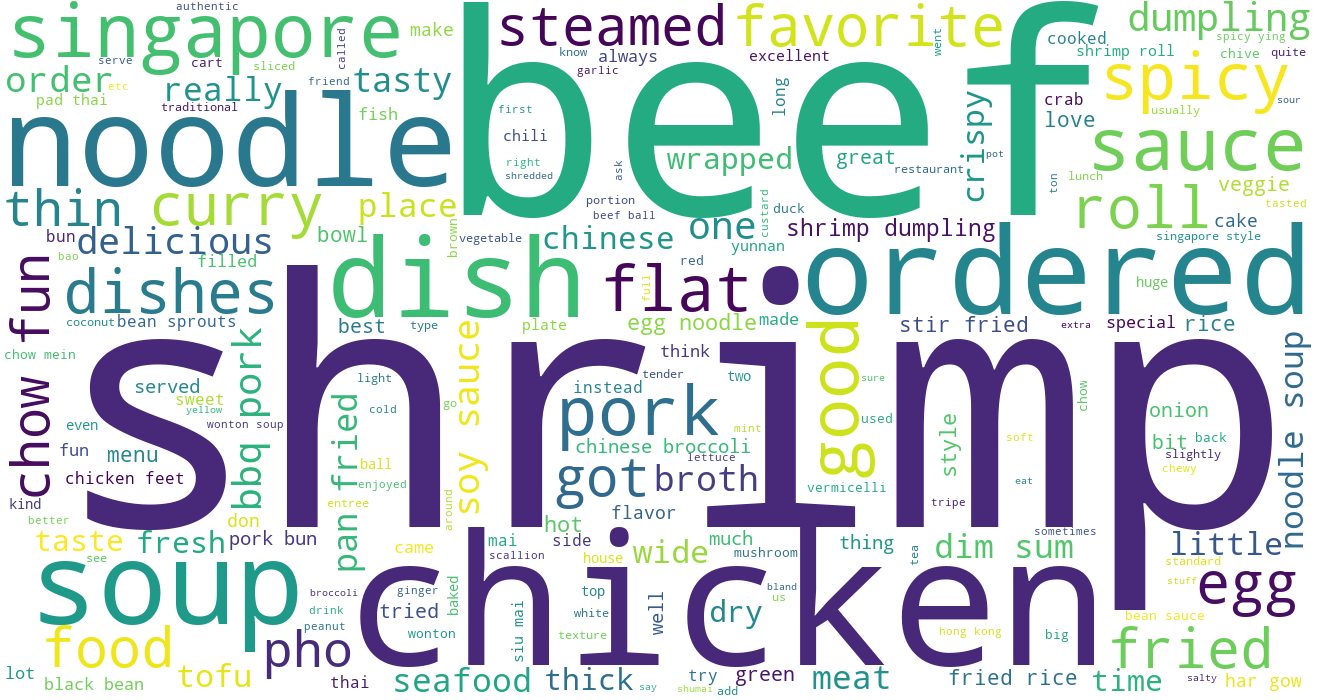 authentic
singapore
make
steamed
favorite
dumpling
serve
cart
sliced
called
know
always
garlic
excellent
went
cooked
shrimp roll
spicy ying
chive
quite
order
etc
pad thai
really
traditional
friend
tasty
fish
beef
first
chili
right
shredded
ask
wrapped
long
great
restaurant
crispy
pot
crab
love
spicy
usually
sour
noodle
sauce
ton
lunch
veggie
tasted
thin
curry
place
portion
beef ball
custard
duck
roll
cake
singapore style
bun
delicious
bao
filled
bowl
brown
vegetable
chinese
one
yunnan
shrimp dumpling
red
full
dishes
dish
flat
ordered
huge
coconut
bean sprouts
best
type
plate
egg noodle
made
stir fried
extra
special
rice
chow fun
chow mein
bbq pork
served
sweet
yellow
wonton soup
light
cold
soy sauce
go
think
tender
two
instead
good
sure
used
chow
noodle soup
shrimp
pork
mint
chinese broccoli
lettuce
style
soft
eat
onion
bit
back
slightly
chewy
even
fun
menu
chicken feet
kind
pan fried
ball
enjoyed
entree
around
got
broth
vermicelli
tripe
flavor
better
don
hot
sometimes
taste
see
fresh
pork bun
came
mai
scallion
side
house
wide
much
mushroom
thing
tea
dim sum
little
standard
stuff
soup
broccoli
drink
peanut
ginger
tried
wonton
baked
siu mai
top
white
texture
well
bland
us
dry
chicken
hong kong
big
bean sauce
egg
food
pho
fried
lot
black bean
tofu
thai
seafood
thick
say
shumai
try
add
green
meat
fried rice
time
salty
har gow